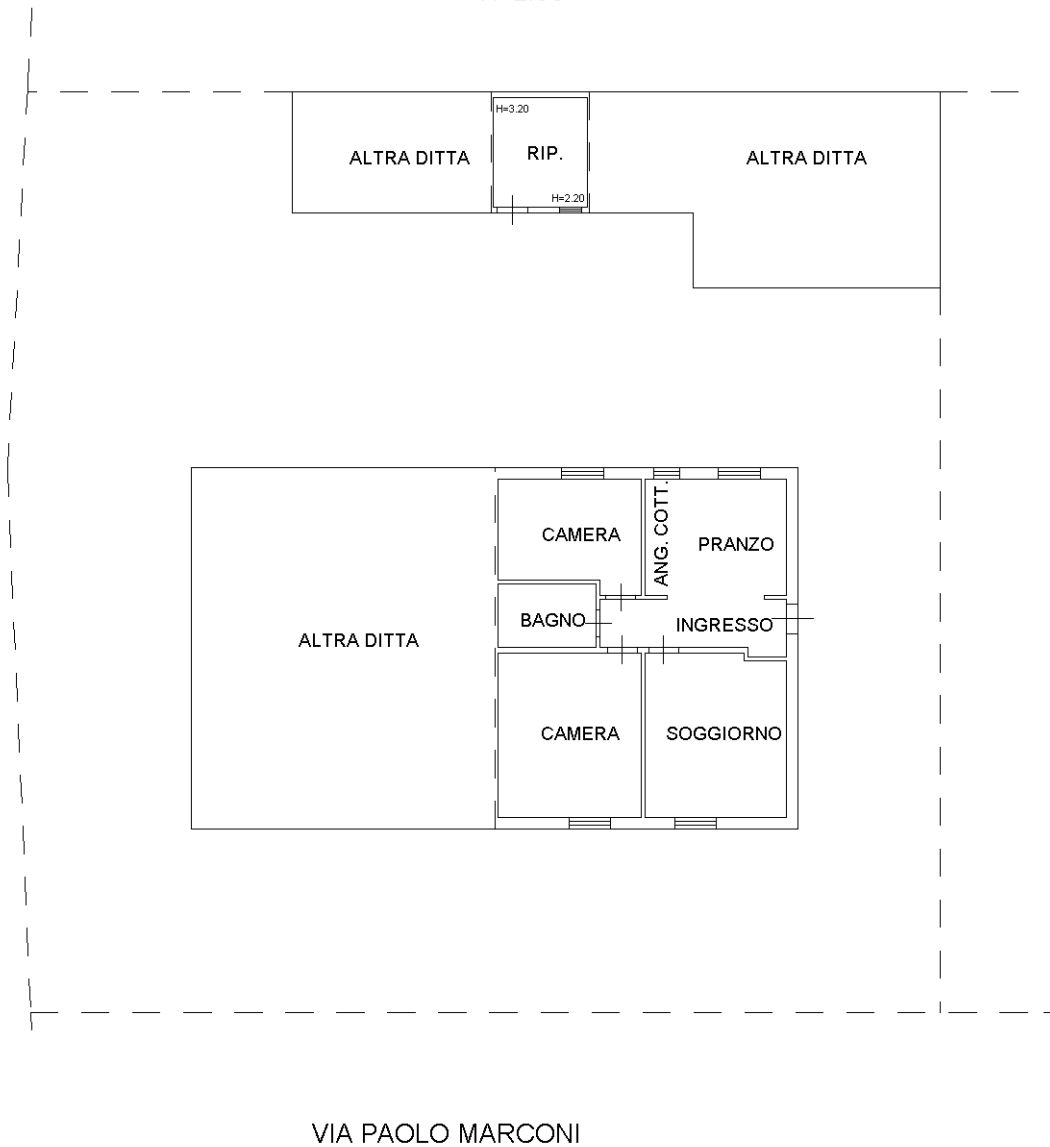 H=3.20
ALTRA DITTA
RIP.
ALTRA DITTA
H=2.20
ANG. COTT.
CAMERA
PRANZO
BAGNO
INGRESSO
ALTRA DITTA
CAMERA
SOGGIORNO
VIA PAOLO MARCONI